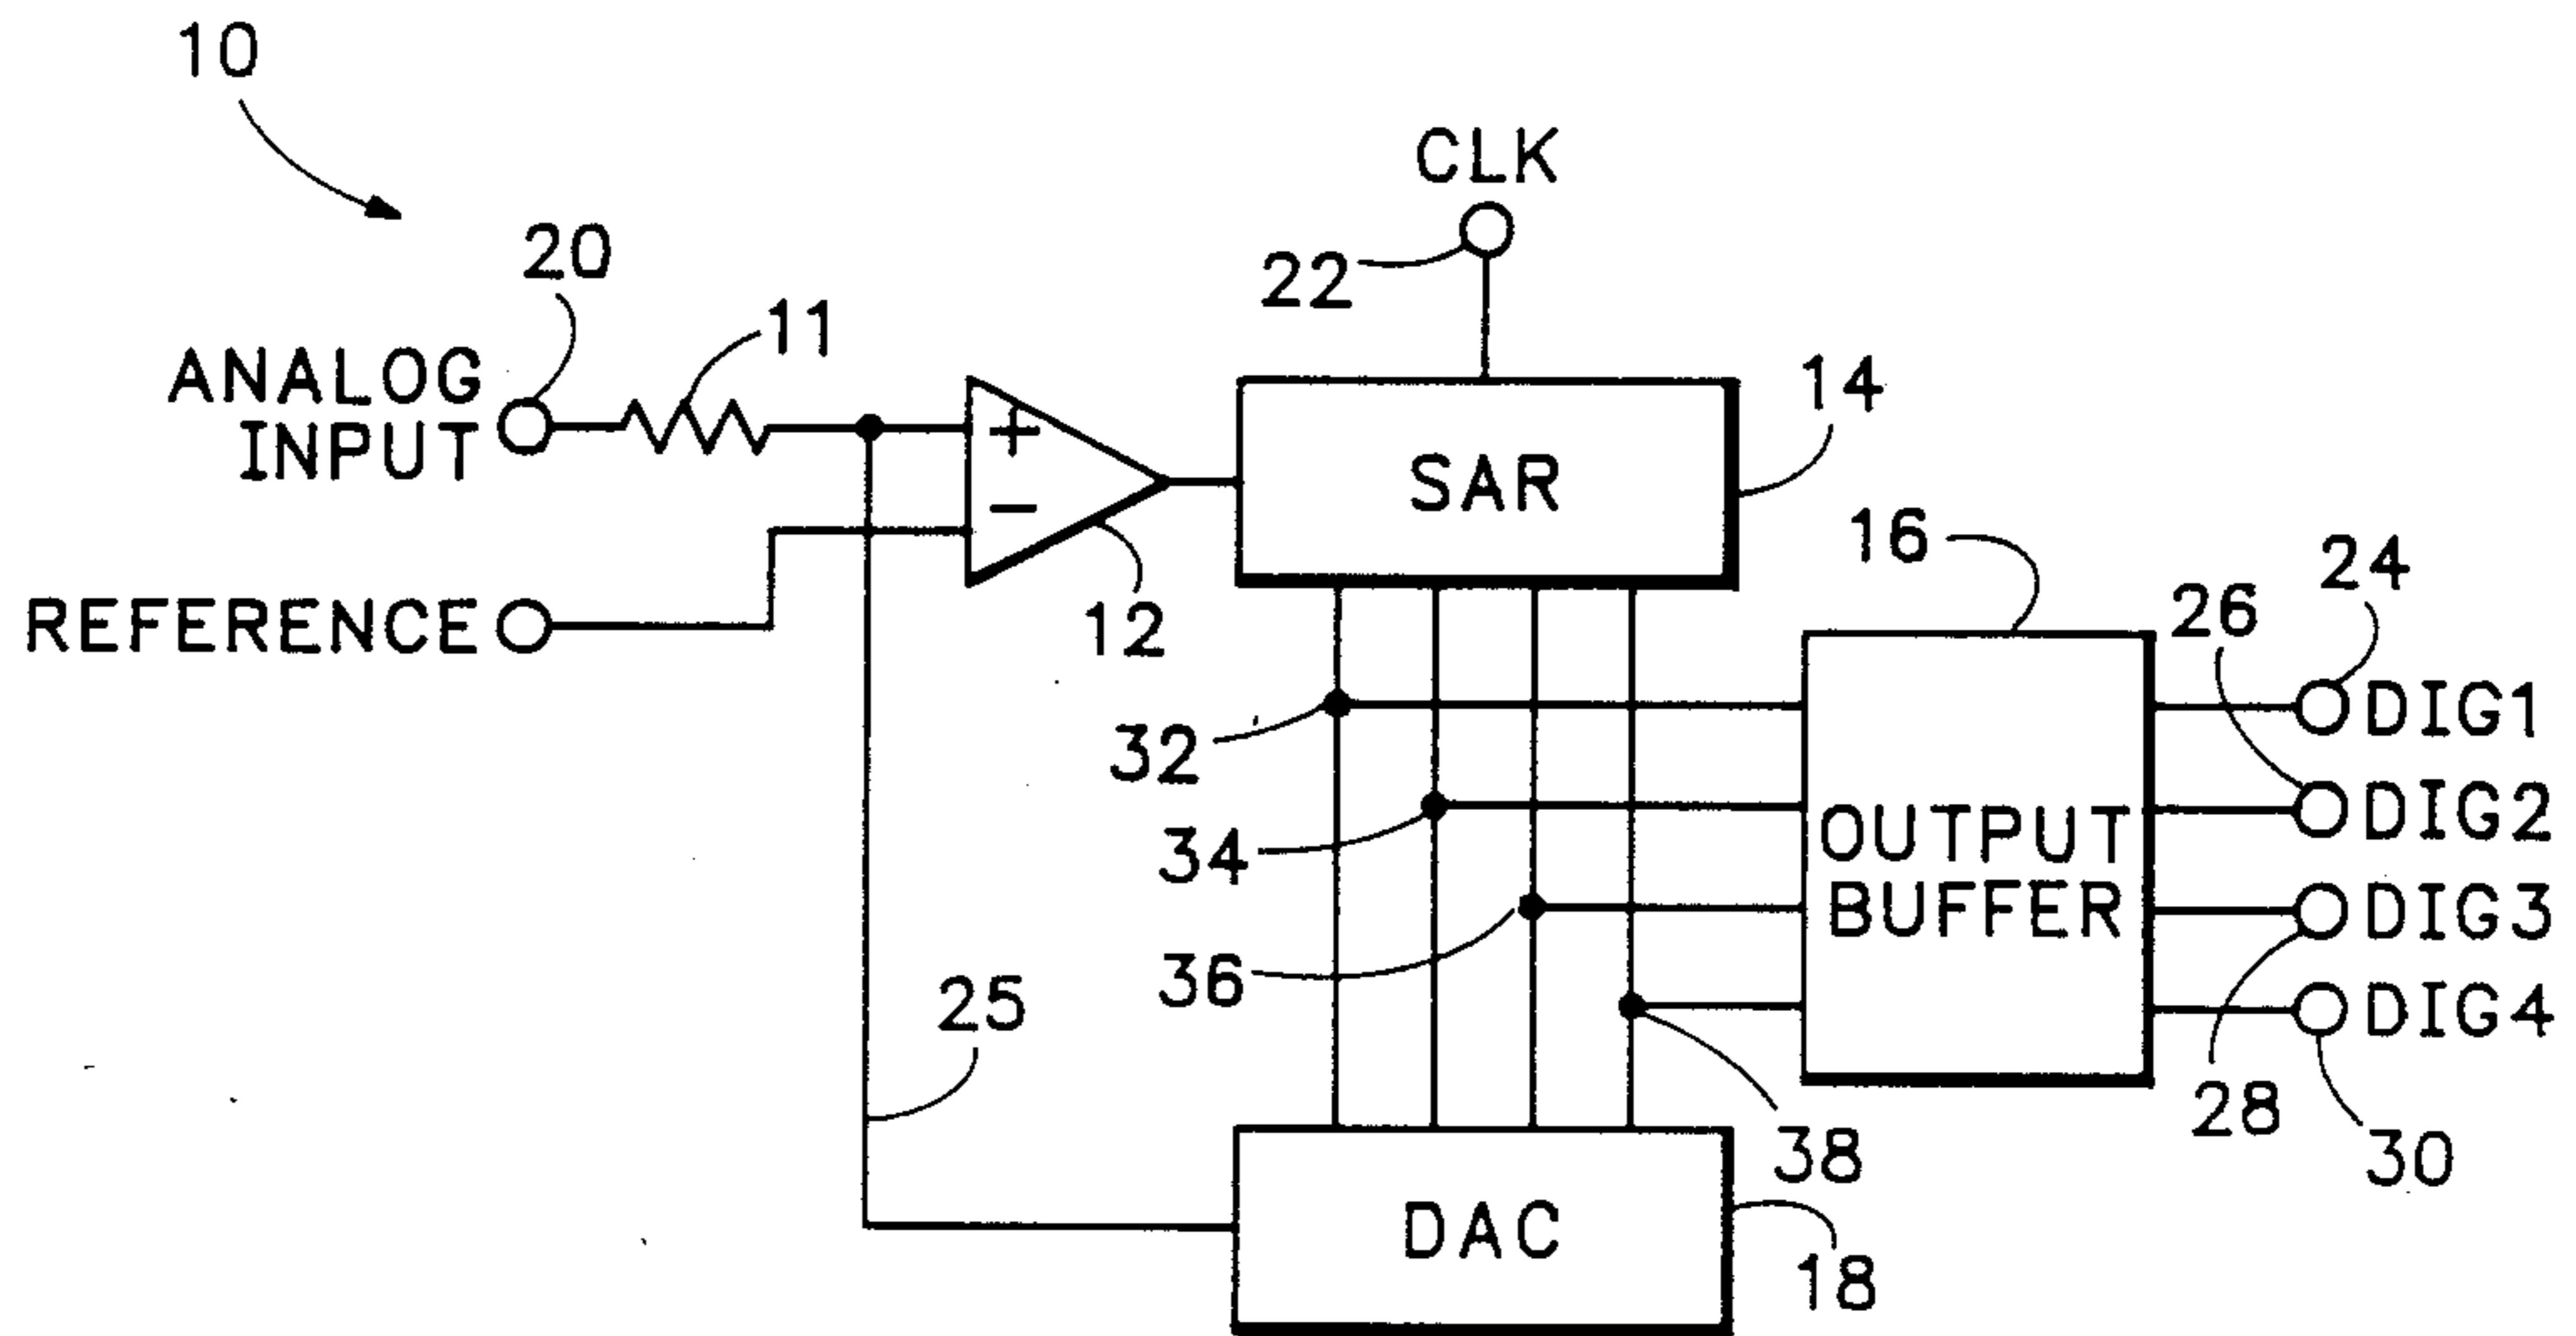 10
CLK
20
22
11
ANALOG
INPUT
14
+
SAR
−
16
24
REFERENCE
12
26
32
DIG1
DIG2
34
OUTPUT
BUFFER
DIG3
36
25
DIG4
28
38
30
DAC
18